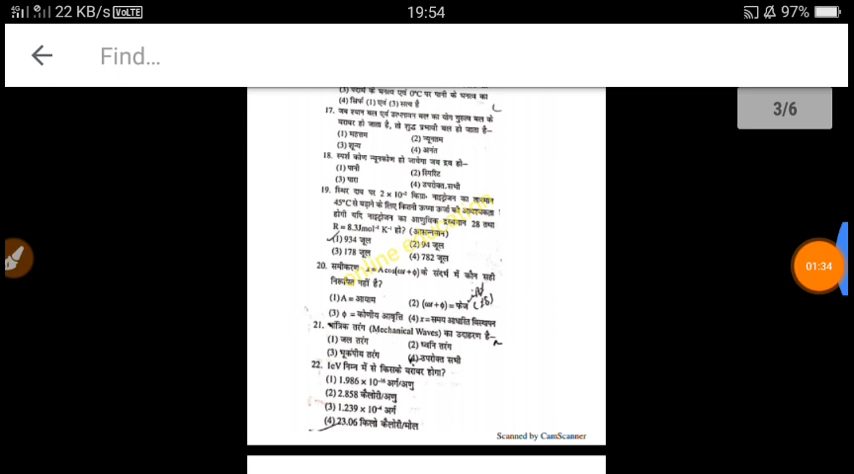 4G 22 KB/s VoLTE 19:54 97%
Find...
3/6
(3) पदार्थ के घनत्व एवं 0°C पर पानी के घनत्व का
(4) सिर्फ (1) एवं (3) सत्य है
17. जब श्यान बल एवं उत्प्लावन बल का योग गुरुत्व बल के
बराबर हो जाता है, तो शुद्ध प्रभावी बल हो जाता है–
(1) महत्तम (2) न्यूनतम
(3) शून्य (4) अनंत
18. स्पर्श कोण न्यूनकोण हो जायेगा जब द्रव हो–
(1) पानी (2) स्पिरिट
(3) पारा (4) उपरोक्त सभी
19. स्थिर दाब पर 2 × 10⁻² किग्रा. नाइट्रोजन का तापमान
45°C से बढ़ाने के लिए कितनी ऊष्मा ऊर्जा की आवश्यकता
होगी यदि नाइट्रोजन का आणुविक द्रव्यमान 28 तथा
R = 8.3Jmol⁻¹ K⁻¹ हो?
(1) 934 जूल (2) 94 जूल
(3) 178 जूल (4) 782 जूल
20. समीकरण x = A cos(ωt + ϕ) के संदर्भ में कौन सही
निरूपित नहीं है?
(1) A = आयाम (2) (ωt + ϕ) = फेज
(3) ϕ = कोणीय आवृत्ति (4) x = समय आधारित विस्थापन
21. यांत्रिक तरंग (Mechanical Waves) का उदाहरण है–
(1) जल तरंग (2) ध्वनि तरंग
(3) भूकंपीय तरंग (4) उपरोक्त सभी
22. 1eV निम्न में से किसके बराबर होगा?
(1) 1.986 × 10⁻¹⁶ अर्ग/अणु
(2) 2.858 कैलोरी/अणु
(3) 1.239 × 10⁻⁴ अर्ग
(4) 23.06 किलो कैलोरी/मोल
online
Scanned by CamScanner
01:34